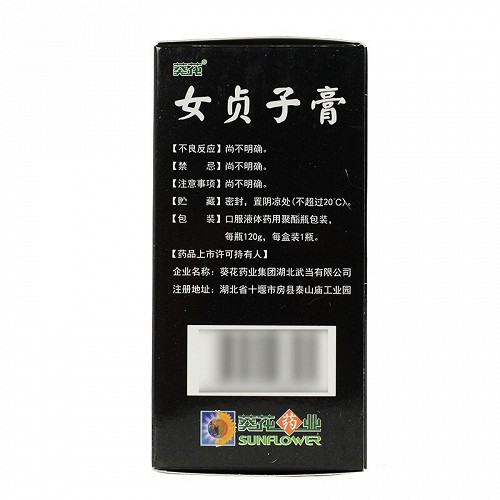 葵花®
女贞子膏
【不良反应】尚不明确。
【禁忌】尚不明确。
【注意事项】尚不明确。
【贮藏】密封，置阴凉处(不超过20℃)。
【包装】口服液体药用聚酯瓶包装，
每瓶120g，每盒装1瓶。
【药品上市许可持有人】
企业名称：葵花药业集团湖北武当有限公司
注册地址：湖北省十堰市房县泰山庙工业园
葵花药业
SUNFLOWER